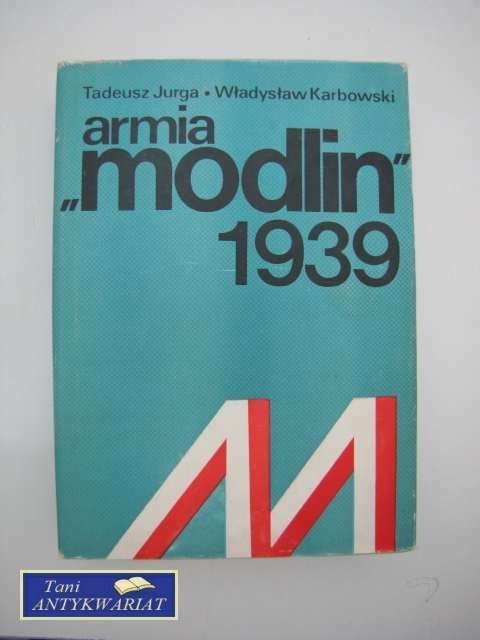 Tadeusz Jurga • Władysław Karbowski
armia
„modlin”
1939
M
Tani
ANTYKWARIAT